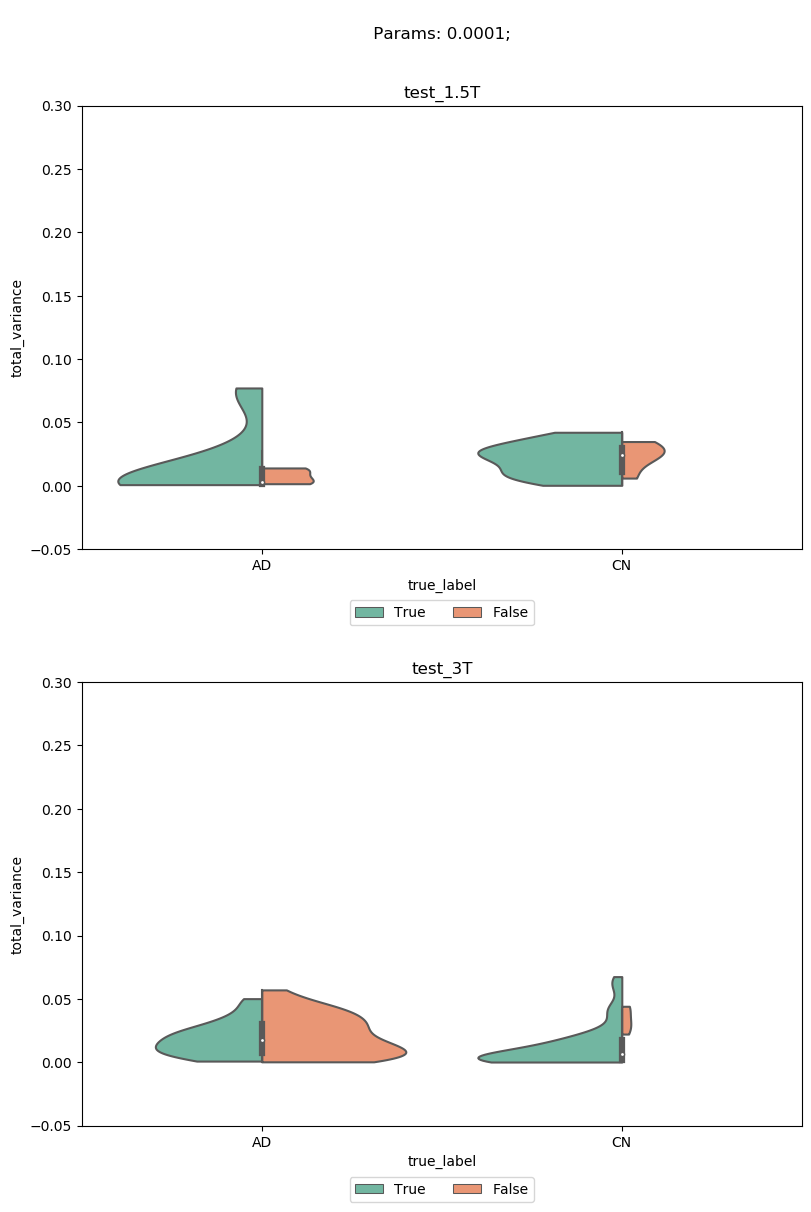 Params: 0.0001;
test_1.5T
0.30
0.25
0.20
0.15
0.10
0.05
0.00
−0.05
total_variance
AD CN
true_label
True False
test_3T
0.30
0.25
0.20
0.15
0.10
0.05
0.00
−0.05
total_variance
AD CN
true_label
True False